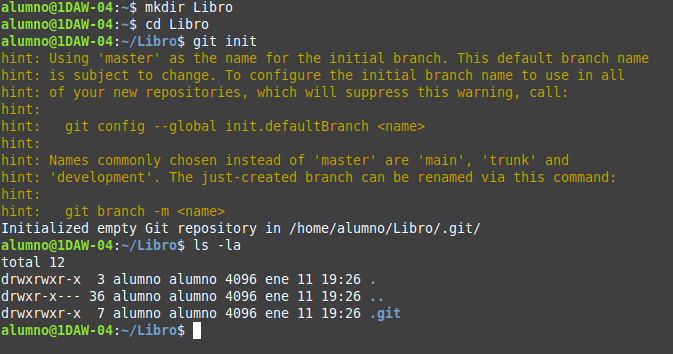 alumno@1DAW-04:~$ mkdir Libro
alumno@1DAW-04:~$ cd Libro
alumno@1DAW-04:~/Libro$ git init
hint: Using 'master' as the name for the initial branch. This default branch name
hint: is subject to change. To configure the initial branch name to use in all
hint: of your new repositories, which will suppress this warning, call:
hint:
hint:   git config --global init.defaultBranch <name>
hint:
hint: Names commonly chosen instead of 'master' are 'main', 'trunk' and
hint: 'development'. The just-created branch can be renamed via this command:
hint:
hint:   git branch -m <name>
Initialized empty Git repository in /home/alumno/Libro/.git/
alumno@1DAW-04:~/Libro$ ls -la
total 12
drwxrwxr-x  3 alumno alumno 4096 ene 11 19:26 .
drwxr-x--- 36 alumno alumno 4096 ene 11 19:26 ..
drwxrwxr-x  7 alumno alumno 4096 ene 11 19:26 .git
alumno@1DAW-04:~/Libro$